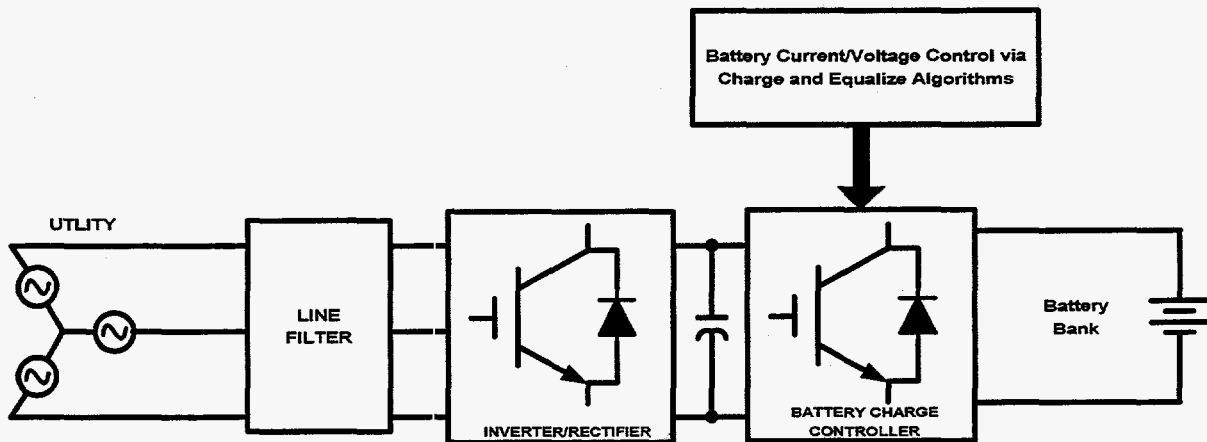 Battery Current/Voltage Control via
Charge and Equalize Algorithms
UTLITY
LINE
FILTER
Battery
Bank
INVERTER/RECTIFIER
BATTERY CHARGE
CONTROLLER